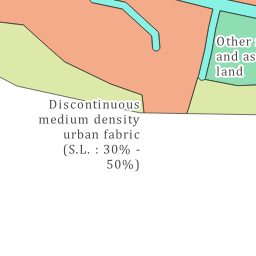 Other
and as
land
Discontinuous
medium density
urban fabric
(S.L. : 30% -
50%)